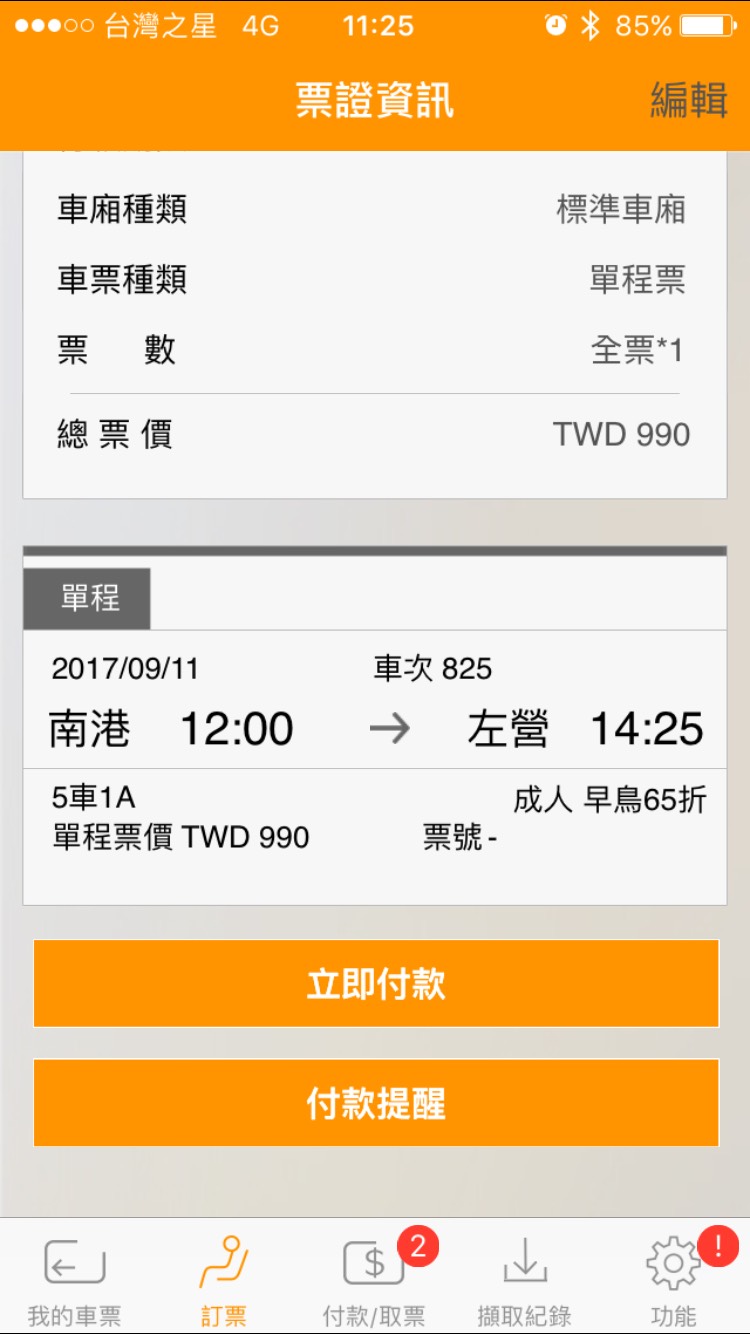 台灣之星 4G 11:25 85%
票證資訊 編輯
車廂種類 標準車廂
車票種類 單程票
票 數 全票*1
總票價 TWD 990
單程
2017/09/11 車次 825
南港 12:00 → 左營 14:25
5車1A 成人 早鳥65折
單程票價 TWD 990 票號-
立即付款
付款提醒
$ 2 !
我的車票 訂票 付款/取票 擷取紀錄 功能